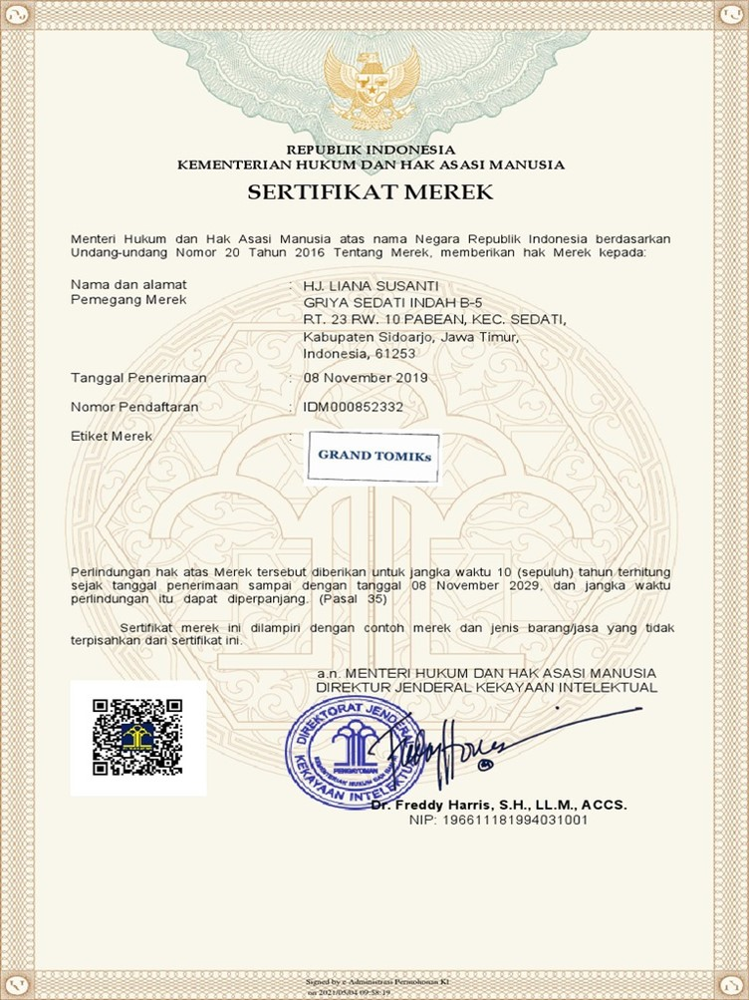 REPUBLIK INDONESIA
KEMENTERIAN HUKUM DAN HAK ASASI MANUSIA
SERTIFIKAT MEREK
Menteri Hukum dan Hak Asasi Manusia atas nama Negara Republik Indonesia berdasarkan
Undang-undang Nomor 20 Tahun 2016 Tentang Merek, memberikan hak Merek kepada:
Nama dan alamat : HJ. LIANA SUSANTI
Pemegang Merek GRIYA SEDATI INDAH B-5
RT. 23 RW. 10 PABEAN, KEC. SEDATI,
Kabupaten Sidoarjo, Jawa Timur,
Indonesia, 61253
Tanggal Penerimaan : 08 November 2019
Nomor Pendaftaran : IDM000852332
Etiket Merek :
GRAND TOMIKs
Perlindungan hak atas Merek tersebut diberikan untuk jangka waktu 10 (sepuluh) tahun terhitung
sejak tanggal penerimaan sampai dengan tanggal 08 November 2029, dan jangka waktu
perlindungan itu dapat diperpanjang. (Pasal 35)
Sertifikat merek ini dilampiri dengan contoh merek dan jenis barang/jasa yang tidak
terpisahkan dari sertifikat ini.
a.n. MENTERI HUKUM DAN HAK ASASI MANUSIA
DIREKTUR JENDERAL KEKAYAAN INTELEKTUAL
DIREKTORAT JENDERAL
KEKAYAAN INTELEKTUAL
PENGAYOMAN
KEMENTERIAN HUKUM DAN HAM
Dr. Freddy Harris, S.H., LL.M., ACCS.
NIP: 196611181994031001
Signed by e Administrasi Permohonan KI
on 2021/05/04 09:58:19